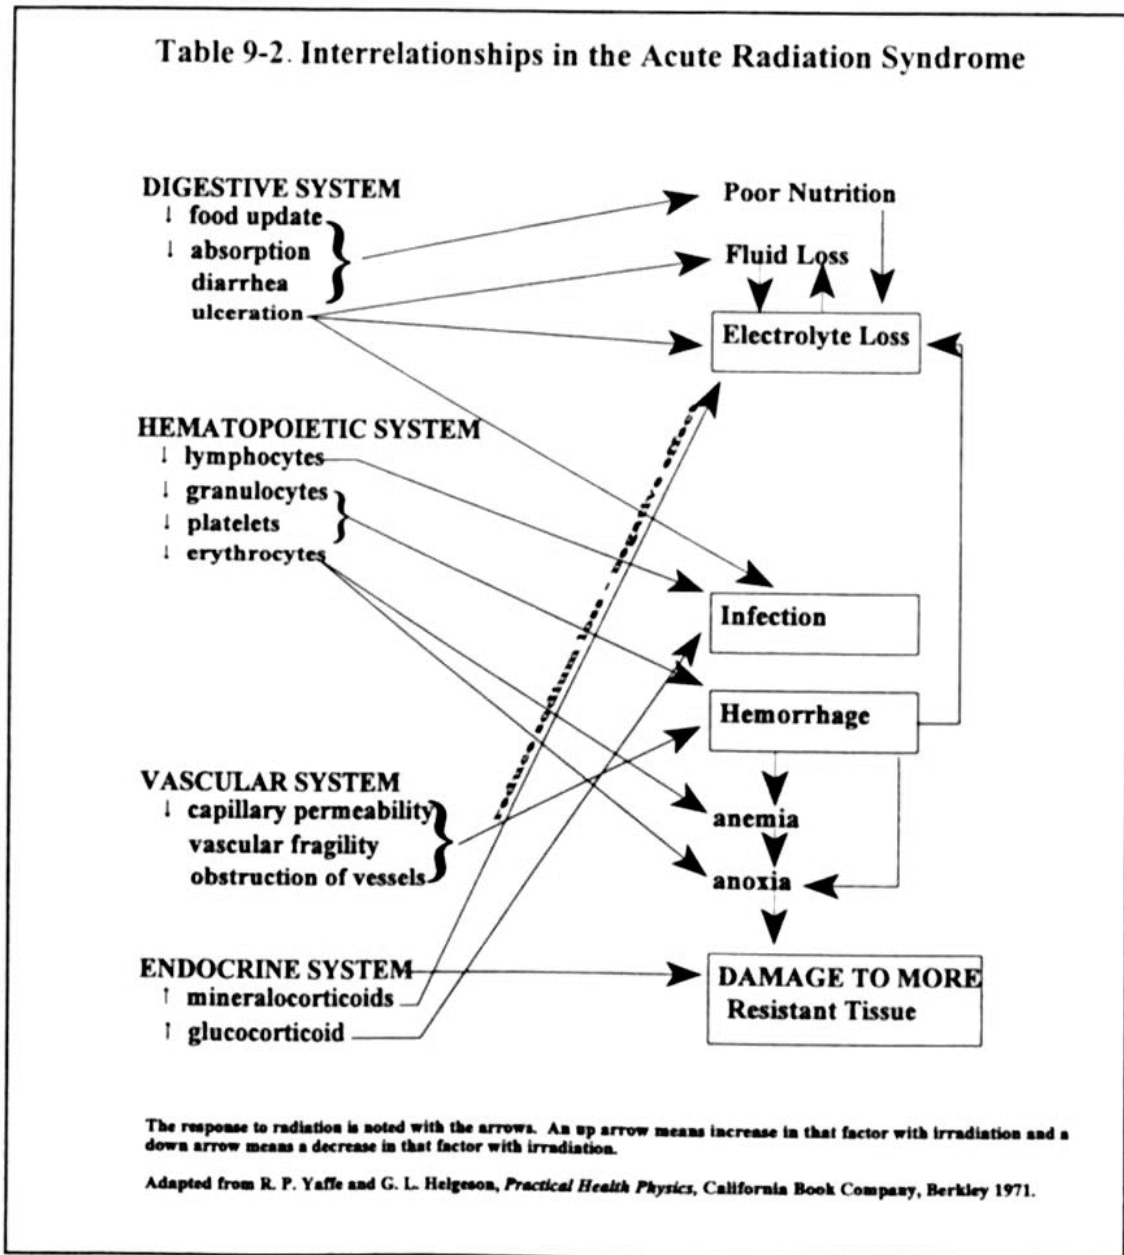 Table 9-2. Interrelationships in the Acute Radiation Syndrome
DIGESTIVE SYSTEM
↓ food update
↓ absorption
diarrhea
ulceration
Poor Nutrition
Fluid Loss
Electrolyte Loss
HEMATOPOIETIC SYSTEM
↓ lymphocytes
↓ granulocytes
↓ platelets
↓ erythrocytes
reduce sodium loss - negative effect
Infection
Hemorrhage
VASCULAR SYSTEM
↓ capillary permeability
vascular fragility
obstruction of vessels
anemia
anoxia
ENDOCRINE SYSTEM
↑ mineralocorticoids
↑ glucocorticoid
DAMAGE TO MORE
Resistant Tissue
The response to radiation is noted with the arrows. An up arrow means increase in that factor with irradiation and a
down arrow means a decrease in that factor with irradiation.
Adapted from R. P. Yaffe and G. L. Helgeson, Practical Health Physics, California Book Company, Berkley 1971.